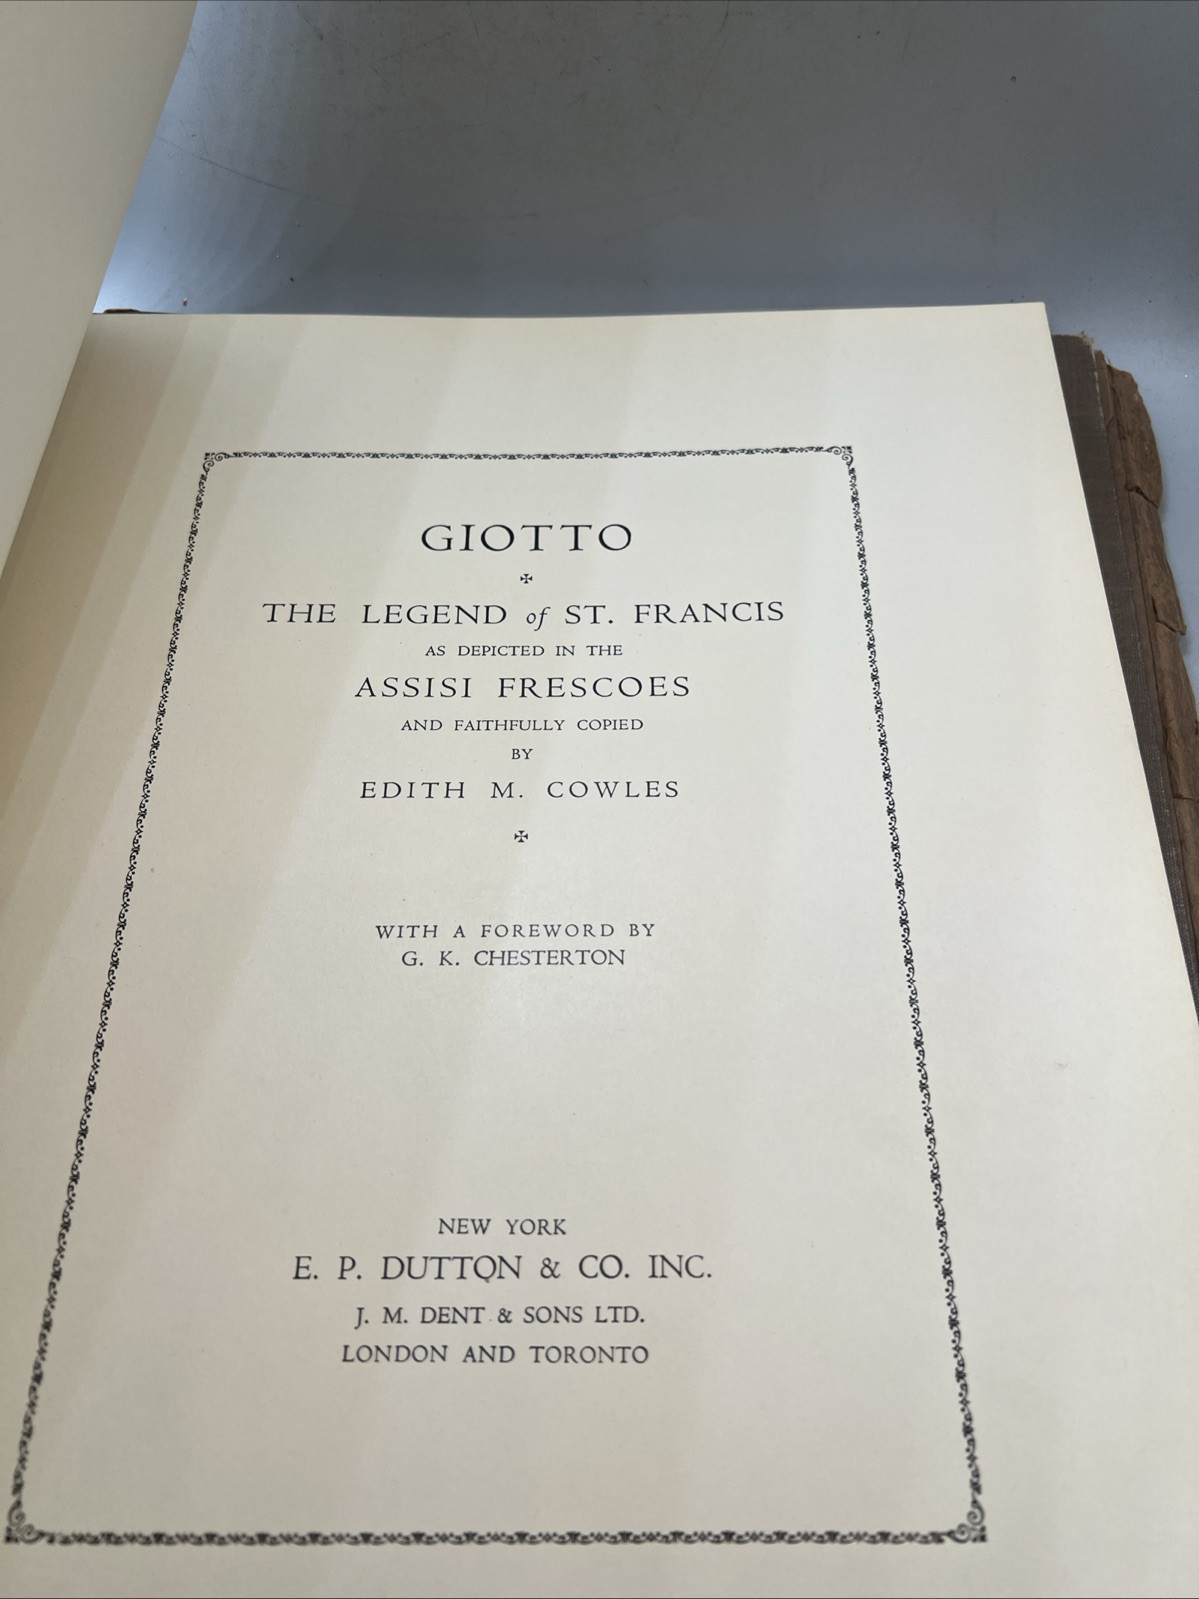 GIOTTO
THE LEGEND of ST. FRANCIS
AS DEPICTED IN THE
ASSISI FRESCOES
AND FAITHFULLY COPIED
BY
EDITH M. COWLES
WITH A FOREWORD BY
G. K. CHESTERTON
NEW YORK
E. P. DUTTON & CO. INC.
J. M. DENT & SONS LTD.
LONDON AND TORONTO